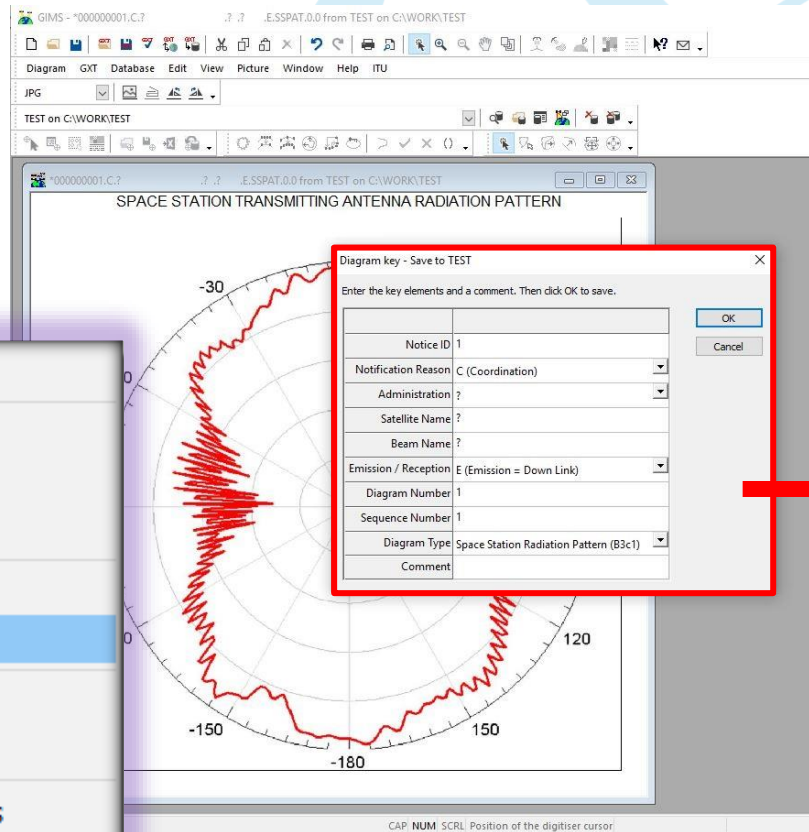 GIMS - *000000001.C.? .? .? .E.SSPAT.0.0 from TEST on C:\WORK\TEST
Diagram GXT Database Edit View Picture Window Help ITU
JPG
TEST on C:\WORK\TEST
*000000001.C.? .? .? .E.SSPAT.0.0 from TEST on C:\WORK\TEST
SPACE STATION TRANSMITTING ANTENNA RADIATION PATTERN
Diagram key - Save to TEST
Enter the key elements and a comment. Then click OK to save.
OK
Cancel
Notice ID 1
Notification Reason C (Coordination)
Administration ?
Satellite Name ?
Beam Name ?
Emission / Reception E (Emission = Down Link)
Diagram Number 1
Sequence Number 1
Diagram Type Space Station Radiation Pattern (B3c1)
Comment
-30
0
0
120
-150
150
-180
s
CAP NUM SCRL Position of the digitiser cursor